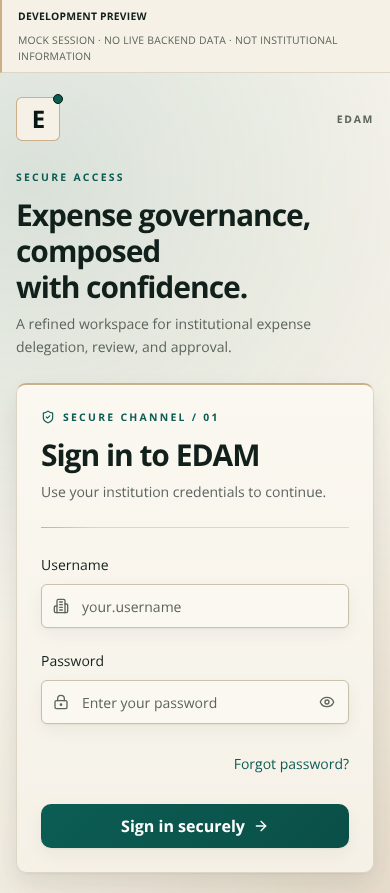 DEVELOPMENT PREVIEW
MOCK SESSION · NO LIVE BACKEND DATA · NOT INSTITUTIONAL
INFORMATION
E
EDAM
SECURE ACCESS
Expense governance,
composed
with confidence.
A refined workspace for institutional expense
delegation, review, and approval.
SECURE CHANNEL / 01
Sign in to EDAM
Use your institution credentials to continue.
Username
your.username
Password
Enter your password
Forgot password?
Sign in securely →